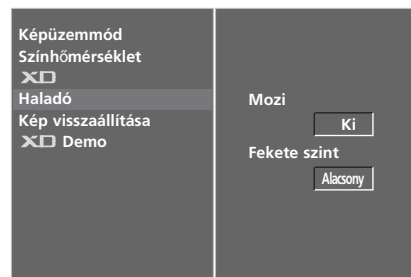 Képüzemmód
Színhőmérséklet
XD
Haladó
Kép visszaállítása
XD Demo
Mozi
Ki
Fekete szint
Alacsony